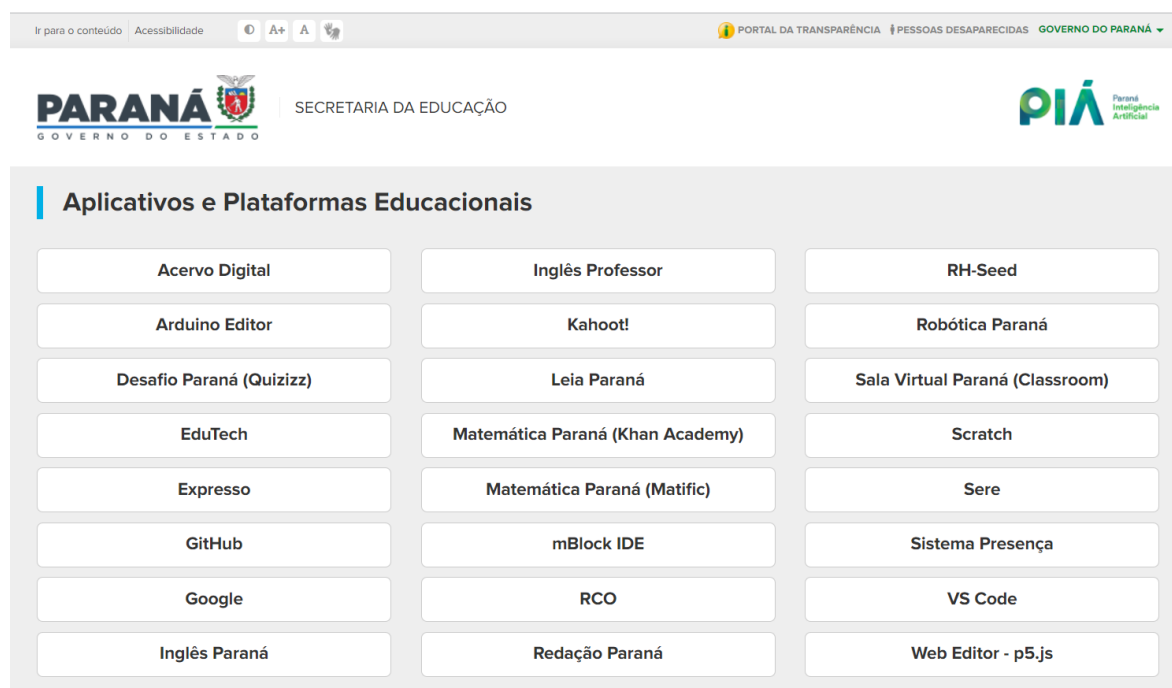 Ir para o conteúdo Acessibilidade A+ A PORTAL DA TRANSPARÊNCIA PESSOAS DESAPARECIDAS GOVERNO DO PARANÁ
PARANÁ
GOVERNO DO ESTADO
SECRETARIA DA EDUCAÇÃO
PIÁ
Paraná
Inteligência
Artificial
Aplicativos e Plataformas Educacionais
Acervo Digital Inglês Professor RH-Seed
Arduino Editor Kahoot! Robótica Paraná
Desafio Paraná (Quizizz) Leia Paraná Sala Virtual Paraná (Classroom)
EduTech Matemática Paraná (Khan Academy) Scratch
Expresso Matemática Paraná (Matific) Sere
GitHub mBlock IDE Sistema Presença
Google RCO VS Code
Inglês Paraná Redação Paraná Web Editor - p5.js